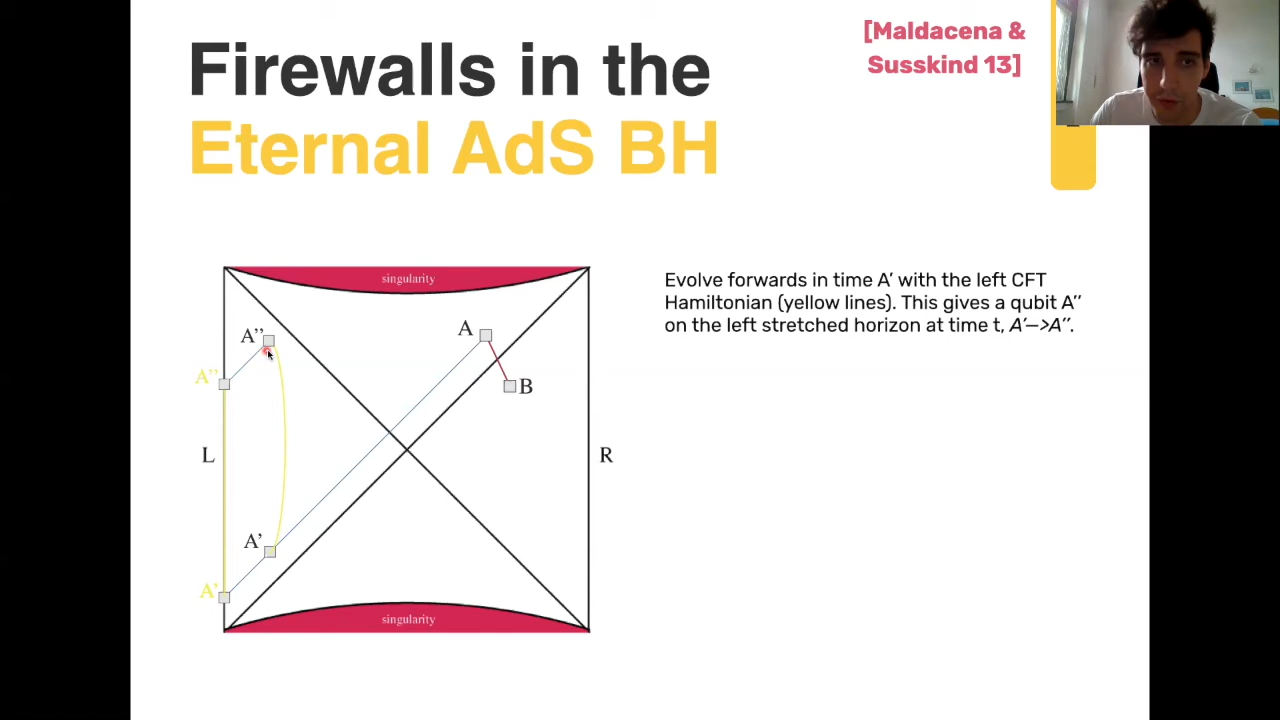 Firewalls in the
Eternal AdS BH
[Maldacena &
Susskind 13]
Evolve forwards in time A’ with the left CFT
Hamiltonian (yellow lines). This gives a qubit A’’
on the left stretched horizon at time t, A’—>A’’.
singularity
A’’
A
A’’
B
L
R
A’
A’
singularity